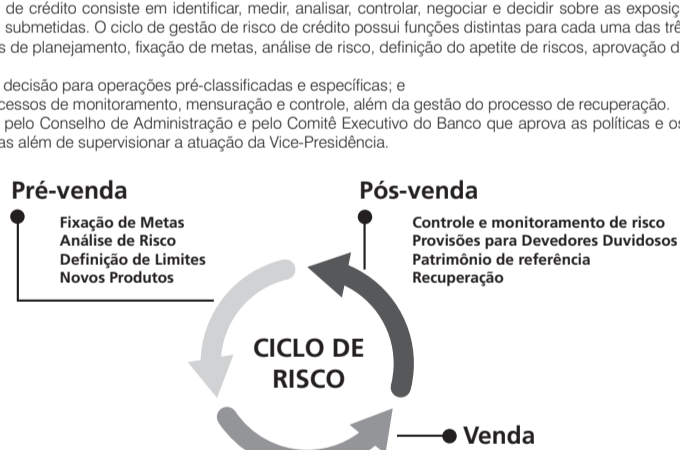 de crédito consiste em identificar, medir, analisar, controlar, negociar e decidir sobre as
submetidas. O ciclo de gestão de risco de crédito possui funções distintas para cada uma das
de planejamento, fixação de metas, análise de risco, definição do apetite de riscos, aprovação
decisão para operações pré-classificadas e específicas; e
de monitoramento, mensuração e controle, além da gestão do processo de recuperação.
pelo Conselho de Administração e pelo Comitê Executivo do Banco que aprova as políticas e os
além de supervisionar a atuação da Vice-Presidência.
Pré-venda
Fixação de Metas
Análise de Risco
Definição de Limites
Novos Produtos
Pós-venda
Controle e monitoramento de risco
Provisões para Devedores Duvidosos
Patrimônio de referência
Recuperação
CICLO DE
RISCO
Venda